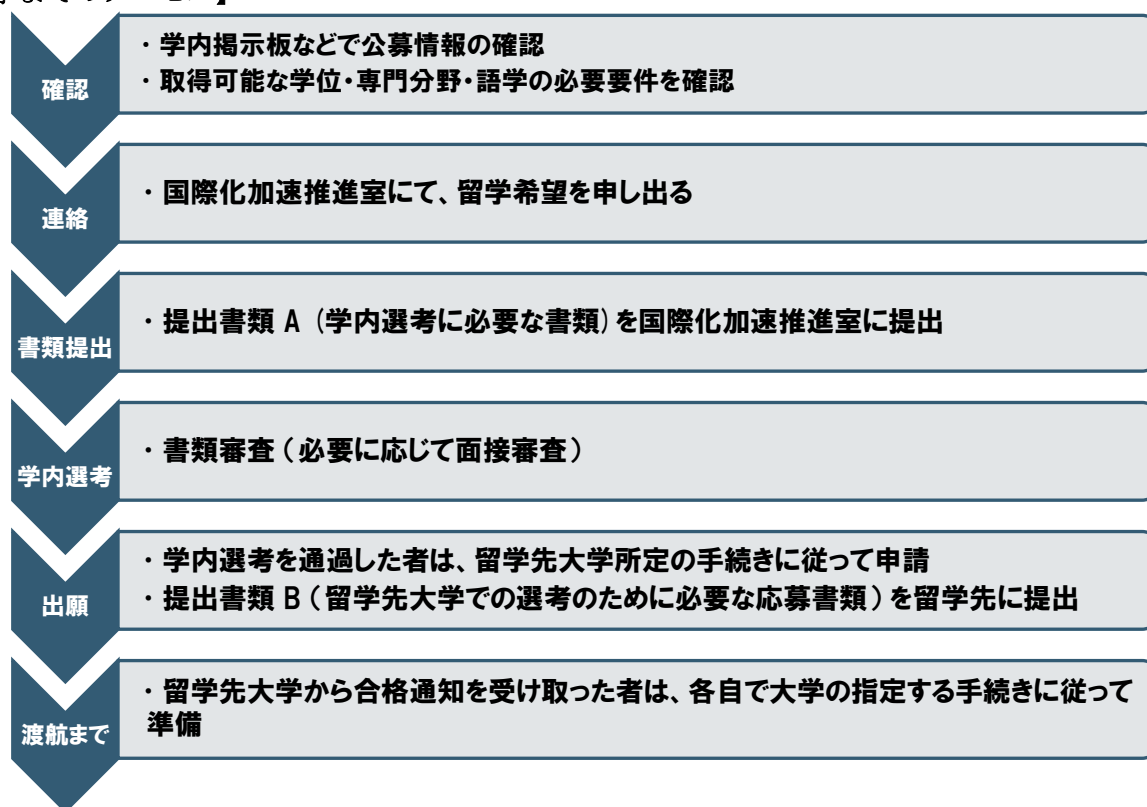 確認
・学内掲示板などで公募情報の確認
・取得可能な学位・専門分野・語学の必要要件を確認
連絡
・国際化加速推進室にて、留学希望を申し出る
書類提出
・提出書類 A （学内選考に必要な書類）を国際化加速推進室に提出
学内選考
・書類審査（必要に応じて面接審査）
出願
・学内選考を通過した者は、留学先大学所定の手続きに従って申請
・提出書類 B（留学先大学での選考のために必要な応募書類）を留学先に提出
渡航まで
・留学先大学から合格通知を受け取った者は、各自で大学の指定する手続きに従って
準備